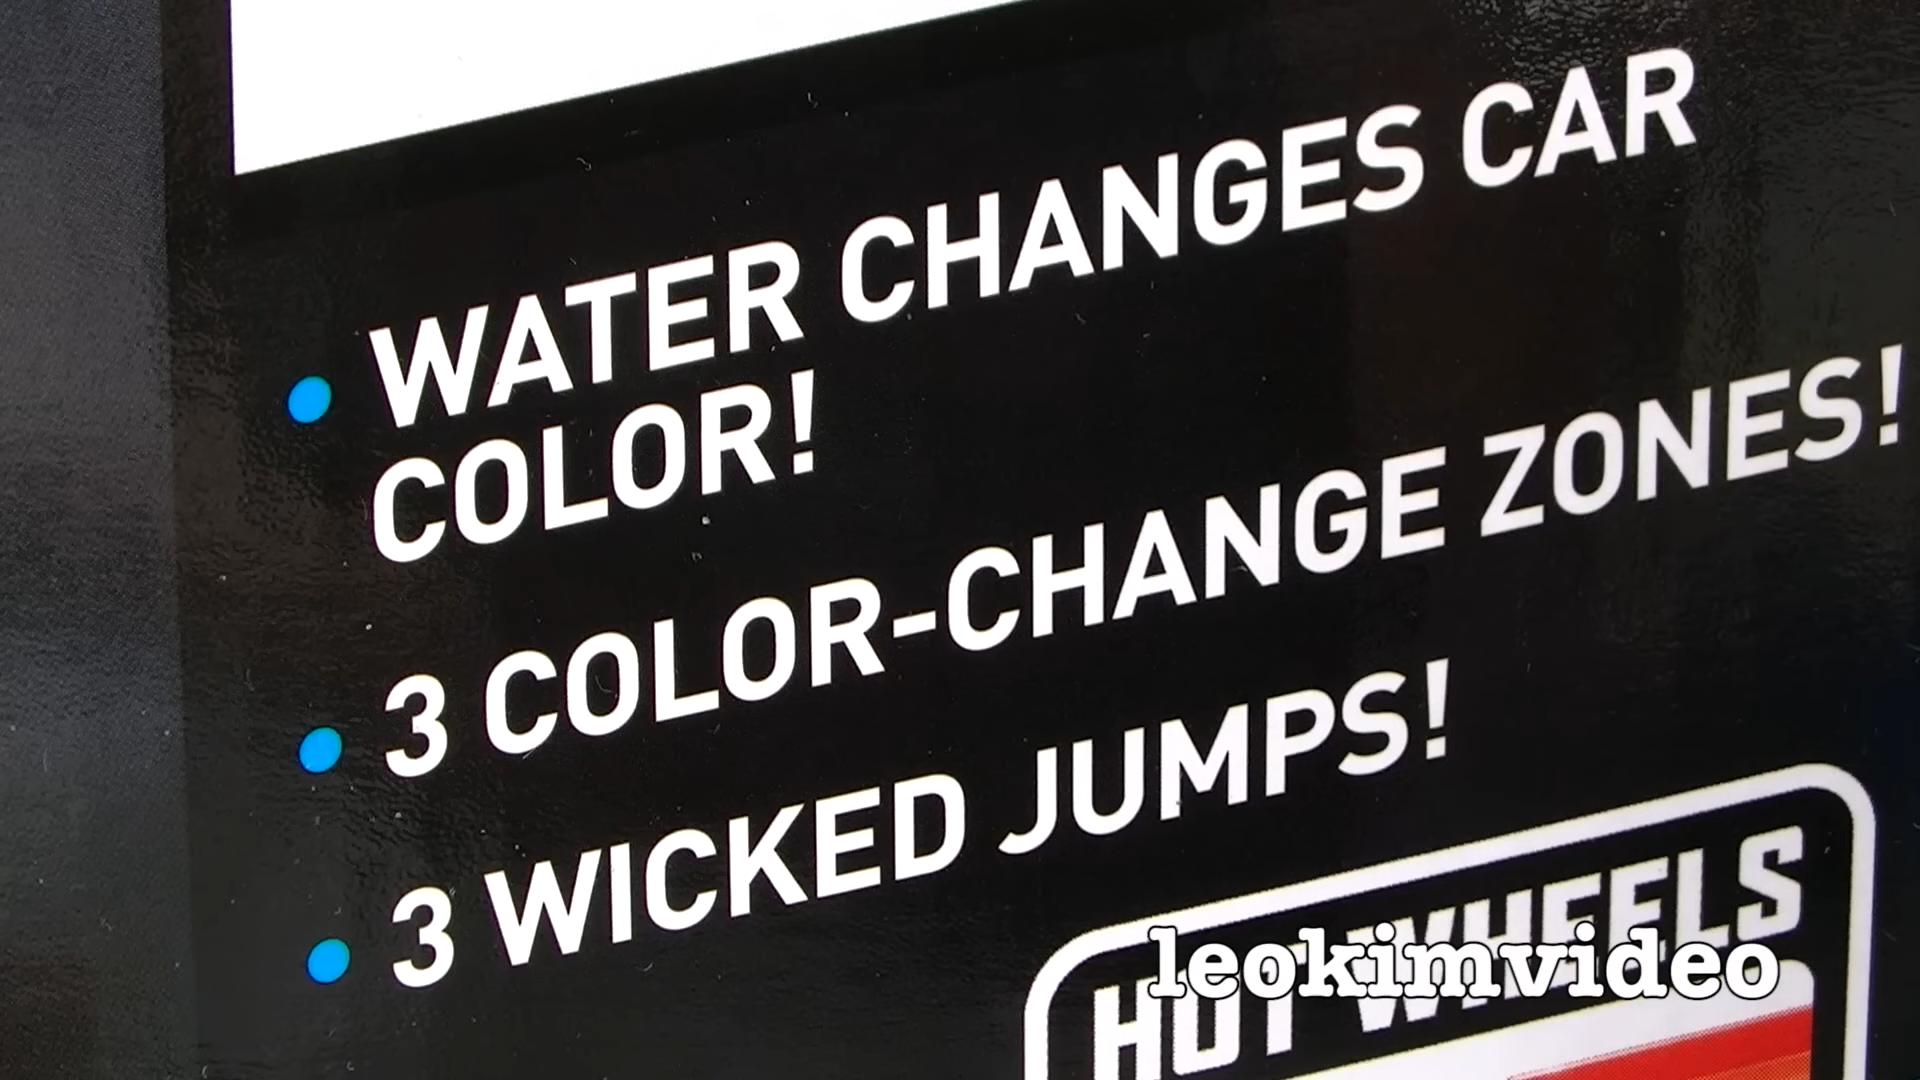 WATER CHANGES CAR
COLOR!
3 COLOR-CHANGE ZONES!
3 WICKED JUMPS!
HOT WHEELS
leokimvideo